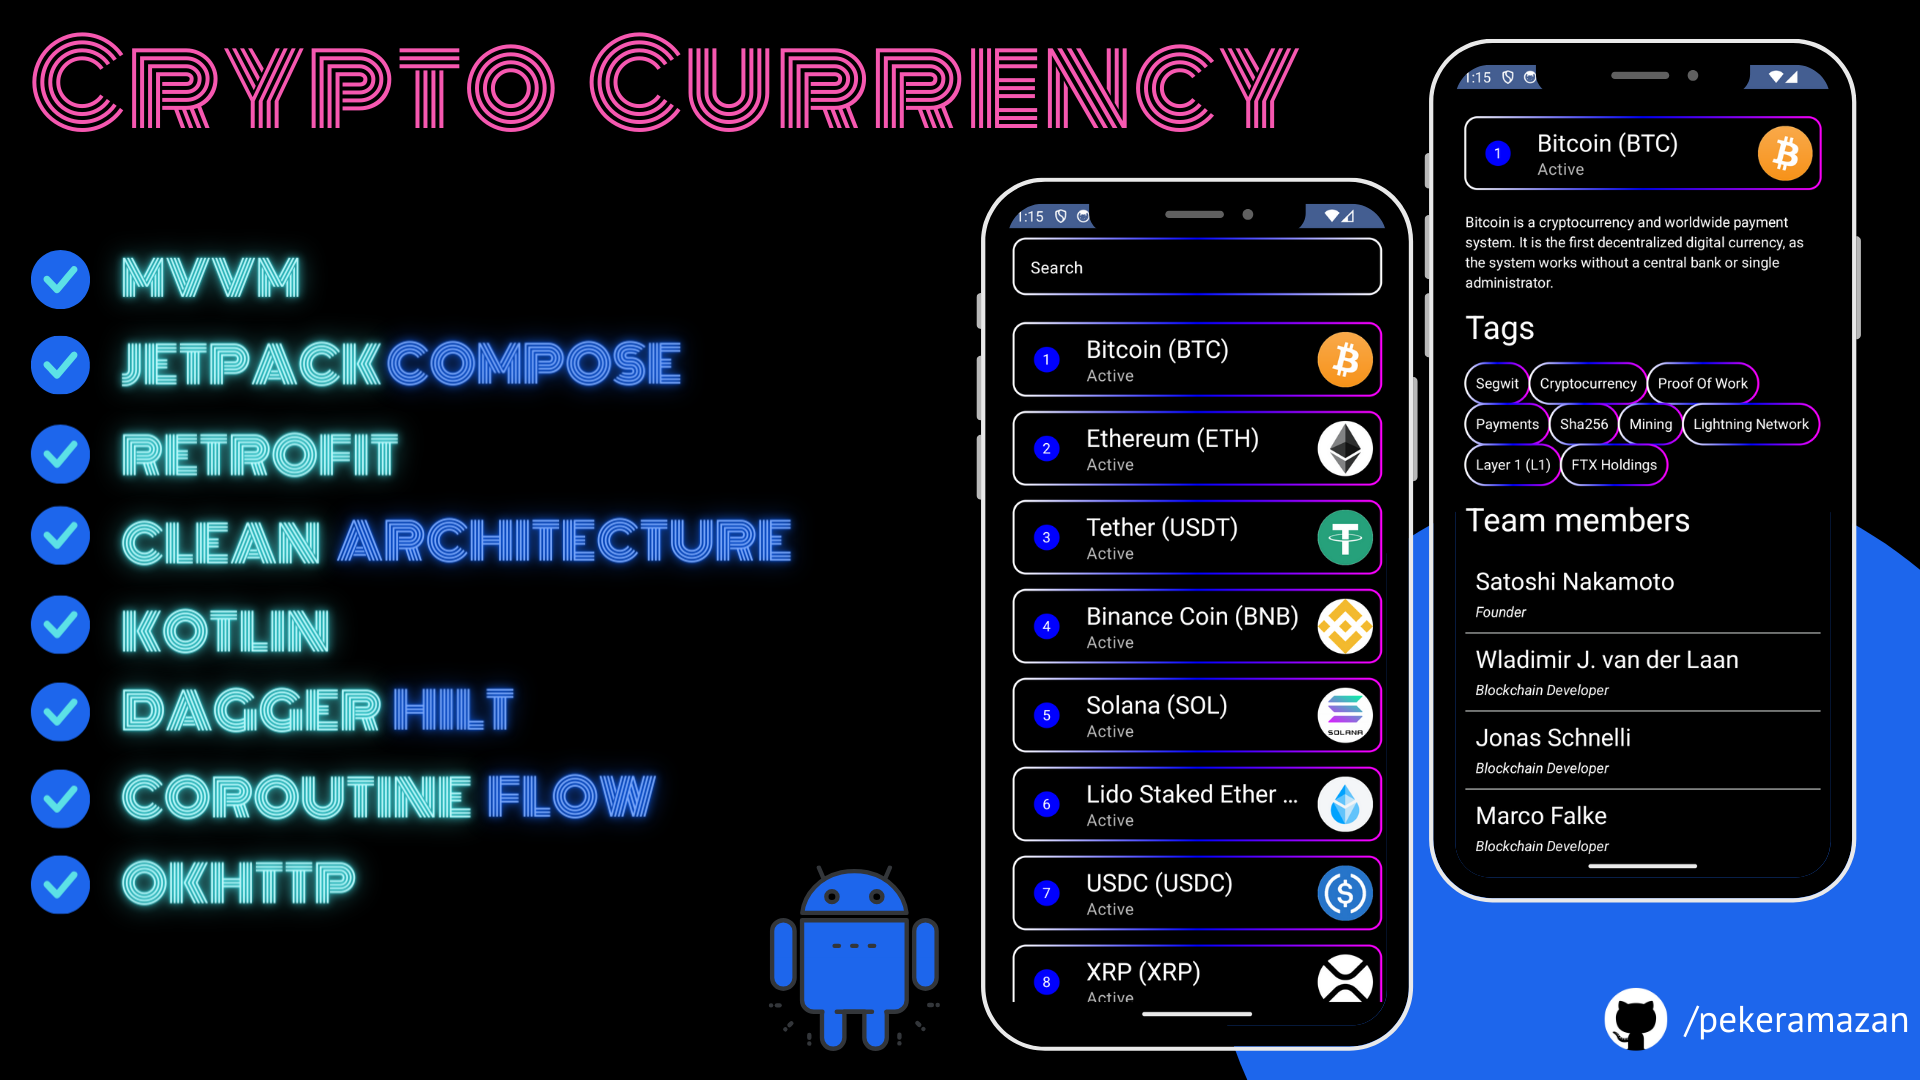 Crypto Currency
MVVM
JETPACK COMPOSE
RETROFIT
CLEAN ARCHITECTURE
KOTLIN
DAGGER HILT
COROUTINE FLOW
OKHTTP
1:15
Search
1
Bitcoin (BTC)
Active
2
Ethereum (ETH)
Active
3
Tether (USDT)
Active
4
Binance Coin (BNB)
Active
5
Solana (SOL)
Active
SOLANA
6
Lido Staked Ether ...
Active
7
USDC (USDC)
Active
8
XRP (XRP)
Active
1:15
1
Bitcoin (BTC)
Active
Bitcoin is a cryptocurrency and worldwide payment
system. It is the first decentralized digital currency, as
the system works without a central bank or single
administrator.
Tags
Segwit Cryptocurrency Proof Of Work
Payments Sha256 Mining Lightning Network
Layer 1 (L1) FTX Holdings
Team members
Satoshi Nakamoto
Founder
Wladimir J. van der Laan
Blockchain Developer
Jonas Schnelli
Blockchain Developer
Marco Falke
Blockchain Developer
/pekeramazan